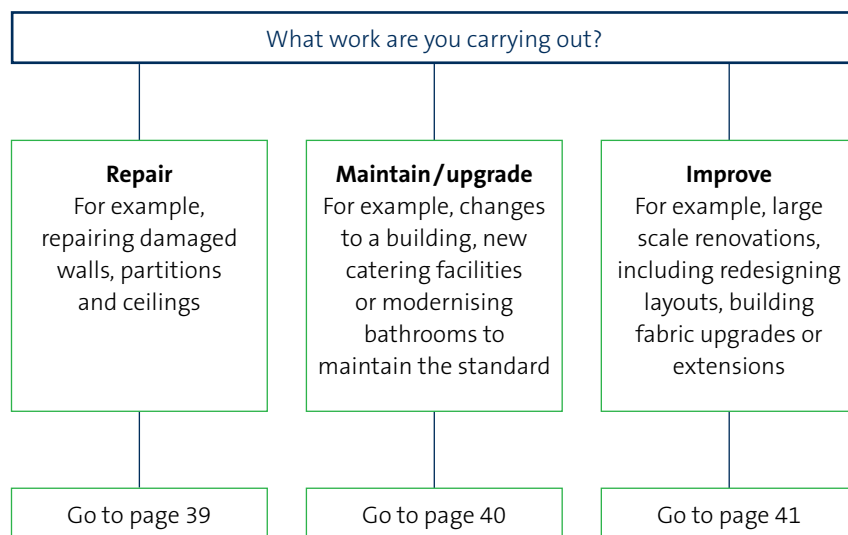 What work are you carrying out?
Repair
For example,
repairing damaged
walls, partitions
and ceilings
Maintain/upgrade
For example, changes
to a building, new
catering facilities
or modernising
bathrooms to
maintain the standard
Improve
For example, large
scale renovations,
including redesigning
layouts, building
fabric upgrades or
extensions
Go to page 39
Go to page 40
Go to page 41